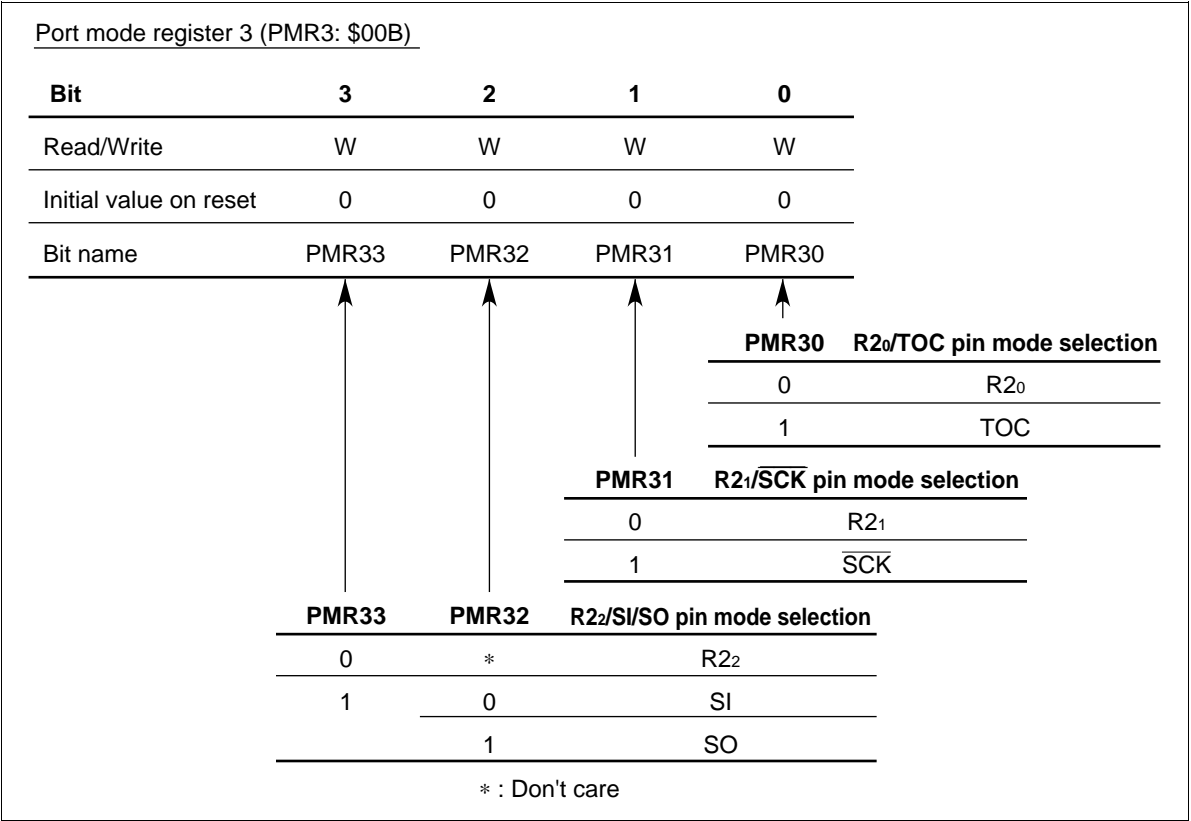 Port mode register 3 (PMR3: $00B)
Bit 3 2 1 0
Read/Write W W W W
Initial value on reset 0 0 0 0
Bit name PMR33 PMR32 PMR31 PMR30
PMR30 R2₀/TOC pin mode selection
0 R2₀
1 TOC
PMR31 R2₁/S̅C̅K̅ pin mode selection
0 R2₁
1 S̅C̅K̅
PMR33 PMR32 R2₂/SI/SO pin mode selection
0 * R2₂
1 0 SI
1 SO
* : Don't care